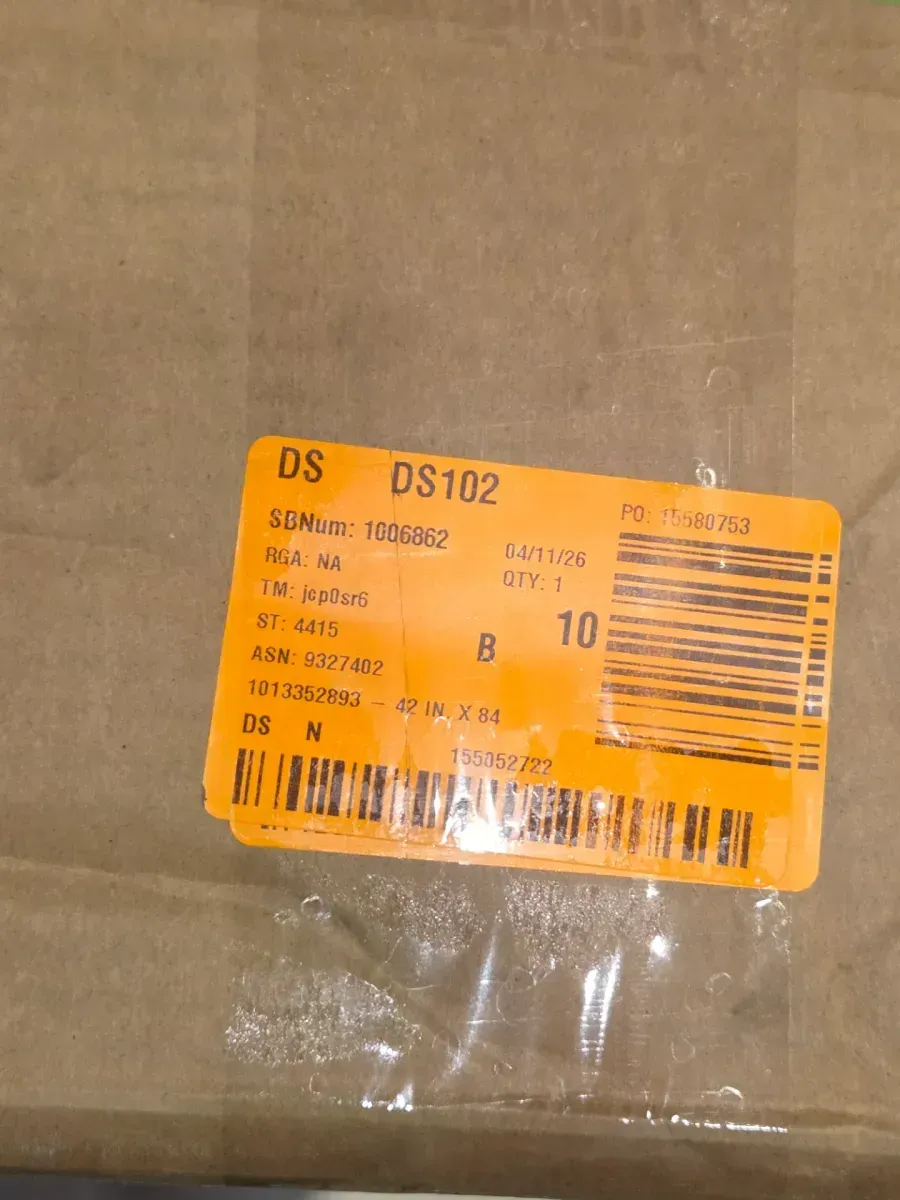 DS DS102
SBNum: 1006862
PO: 15580753
RGA: NA
04/11/26
TM: jcp0sr6
QTY: 1
ST: 4415
B 10
ASN: 9327402
1013352893 - 42 IN. X 84
DS N
155052722